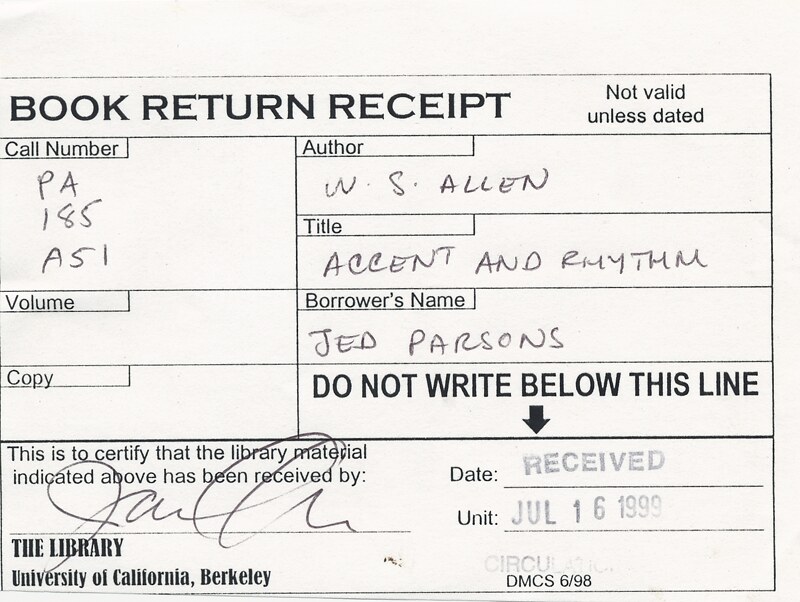 BOOK RETURN RECEIPT
Not valid
unless dated
Call Number
PA
185
A51
Author
W. S. ALLEN
Title
ACCENT AND RHYTHM
Volume
Borrower's Name
JED PARSONS
Copy
DO NOT WRITE BELOW THIS LINE
This is to certify that the library material
indicated above has been received by:
Date: RECEIVED
Unit: JUL 16 1999
THE LIBRARY
University of California, Berkeley
DMCS 6/98